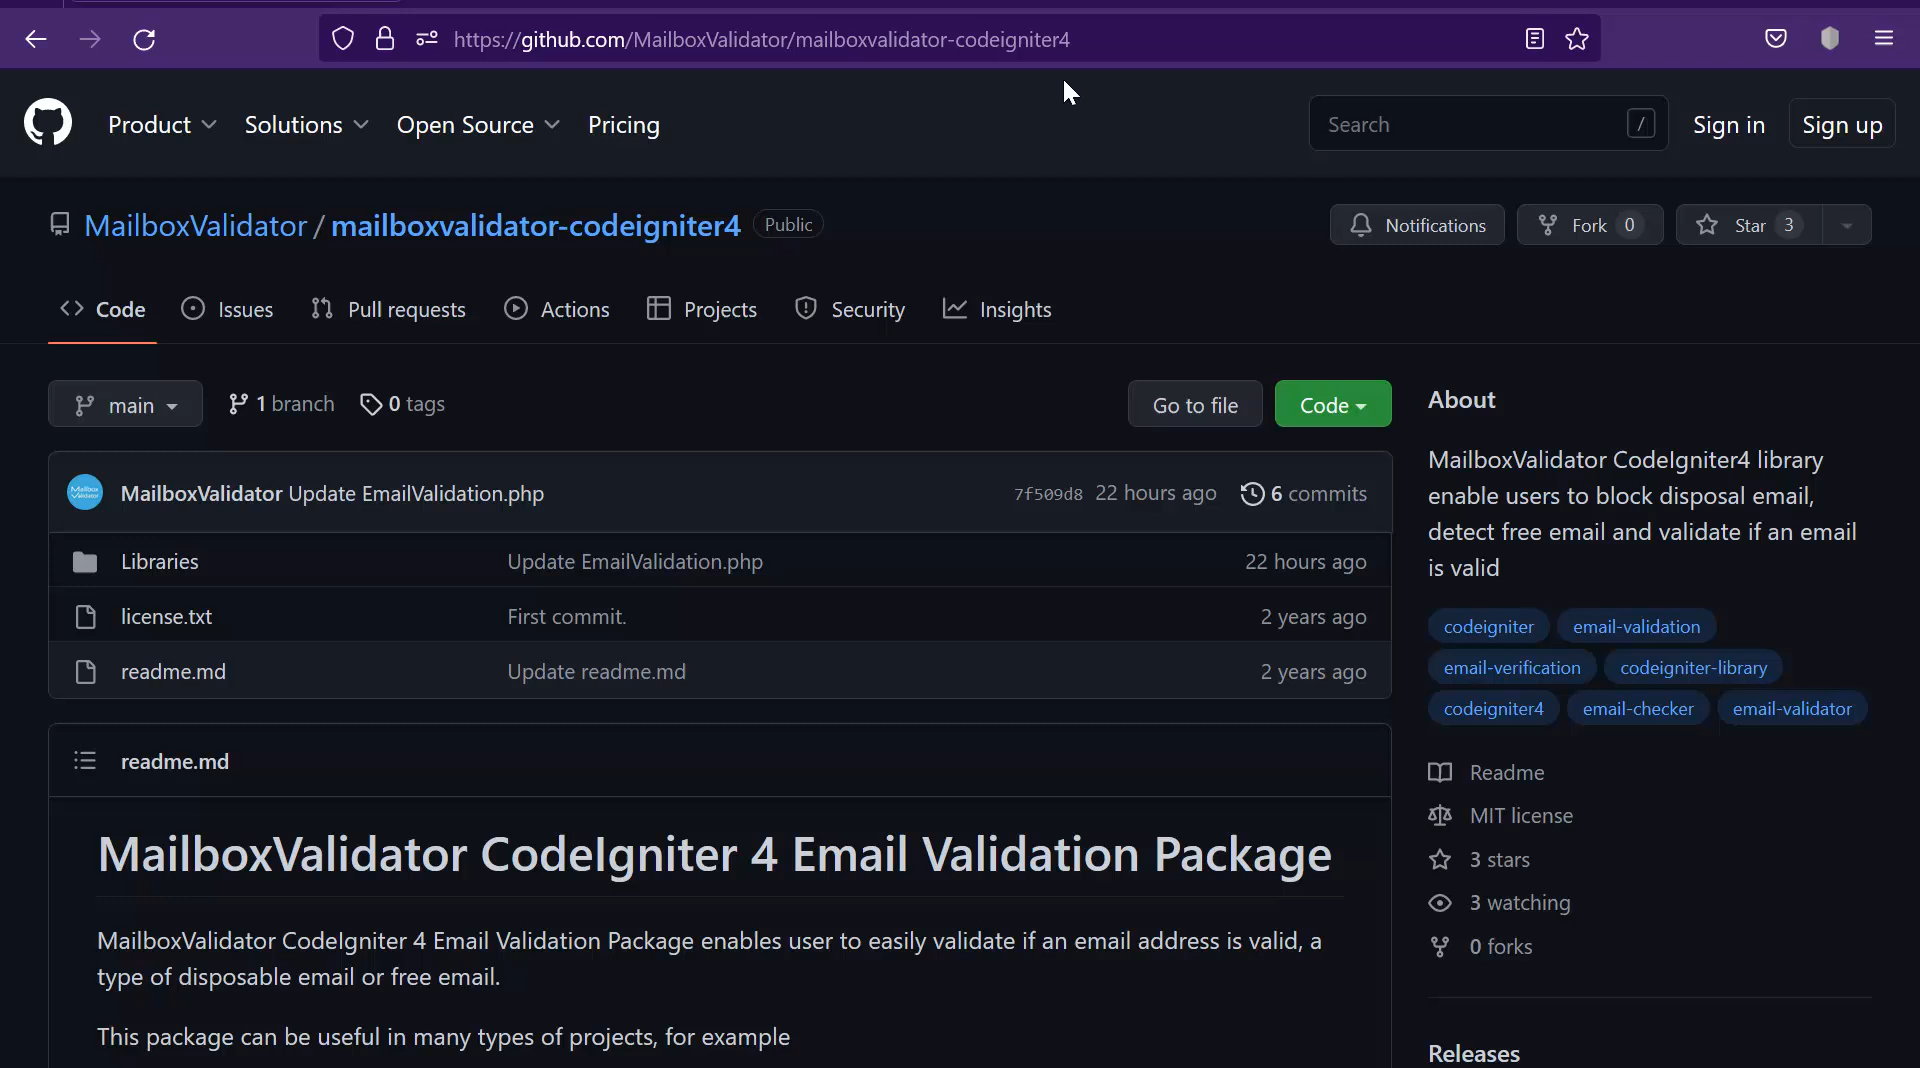 https://github.com/MailboxValidator/mailboxvalidator-codeigniter4
Product Solutions Open Source Pricing Search / Sign in Sign up
MailboxValidator / mailboxvalidator-codeigniter4 Public Notifications Fork 0 Star 3
Code Issues Pull requests Actions Projects Security Insights
main 1 branch 0 tags Go to file Code
MailboxValidator Update EmailValidation.php 7f509d8 22 hours ago 6 commits
Libraries Update EmailValidation.php 22 hours ago
license.txt First commit. 2 years ago
readme.md Update readme.md 2 years ago
readme.md
MailboxValidator CodeIgniter 4 Email Validation Package
MailboxValidator CodeIgniter 4 Email Validation Package enables user to easily validate if an email address is valid, a
type of disposable email or free email.
This package can be useful in many types of projects, for example
About
MailboxValidator CodeIgniter4 library
enable users to block disposal email,
detect free email and validate if an email
is valid
codeigniter email-validation
email-verification codeigniter-library
codeigniter4 email-checker email-validator
Readme
MIT license
3 stars
3 watching
0 forks
Releases